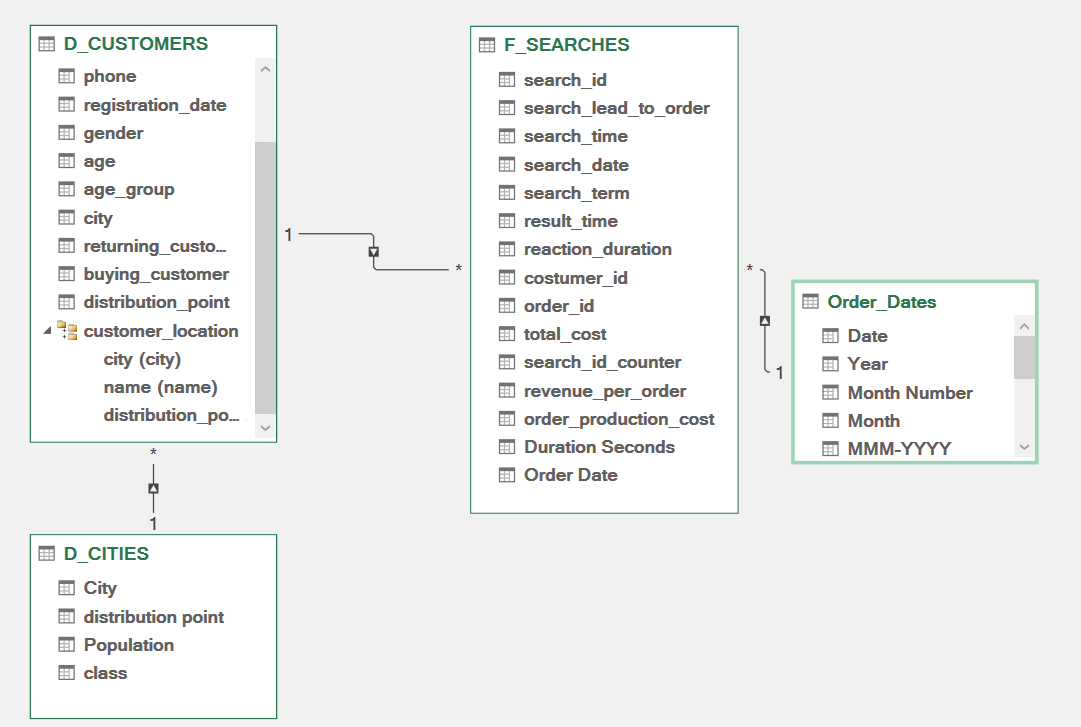 D_CUSTOMERS
phone
registration_date
gender
age
age_group
city
returning_custo...
buying_customer
distribution_point
customer_location
city (city)
name (name)
distribution_po...
1
*
F_SEARCHES
search_id
search_lead_to_order
search_time
search_date
search_term
result_time
reaction_duration
costumer_id
order_id
total_cost
search_id_counter
revenue_per_order
order_production_cost
Duration Seconds
Order Date
*
1
Order_Dates
Date
Year
Month Number
Month
MMM-YYYY
*
1
D_CITIES
City
distribution point
Population
class